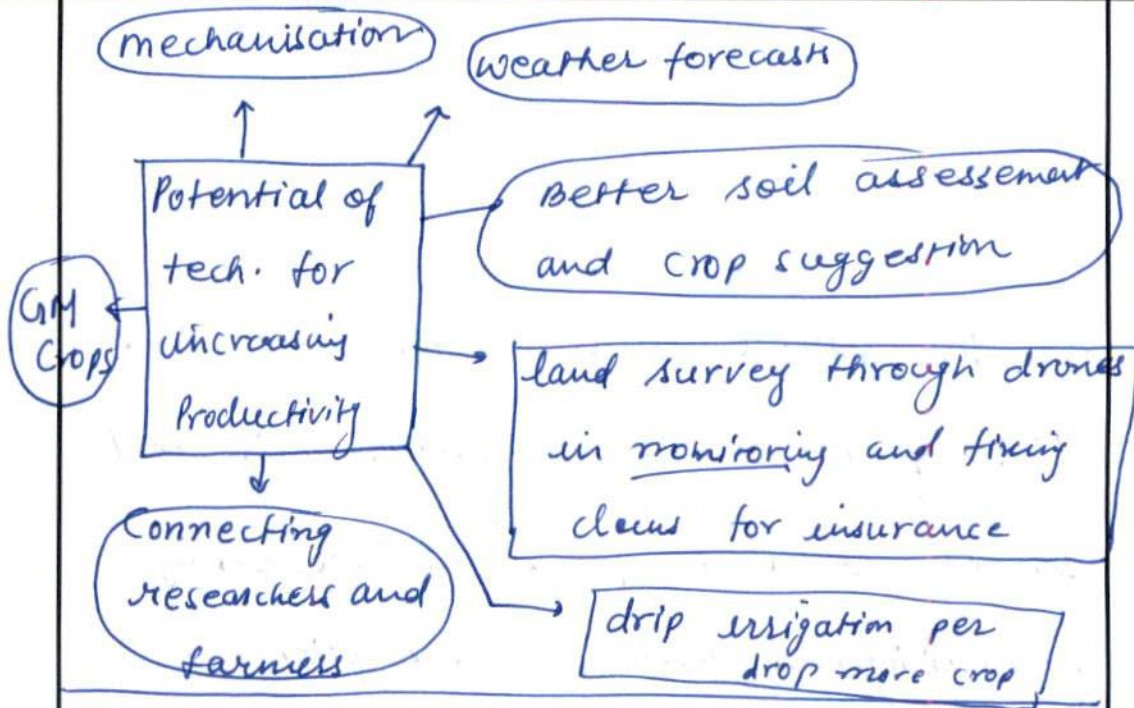 mechanisation
weather forecasts
Potential of
tech. for
increasing
Productivity
Better soil assessement
and crop suggestion
GM
Crops
land survey through drones
in monitoring and fixing
claims for insurance
Connecting
researchers and
farmers
drip irrigation per
drop more crop